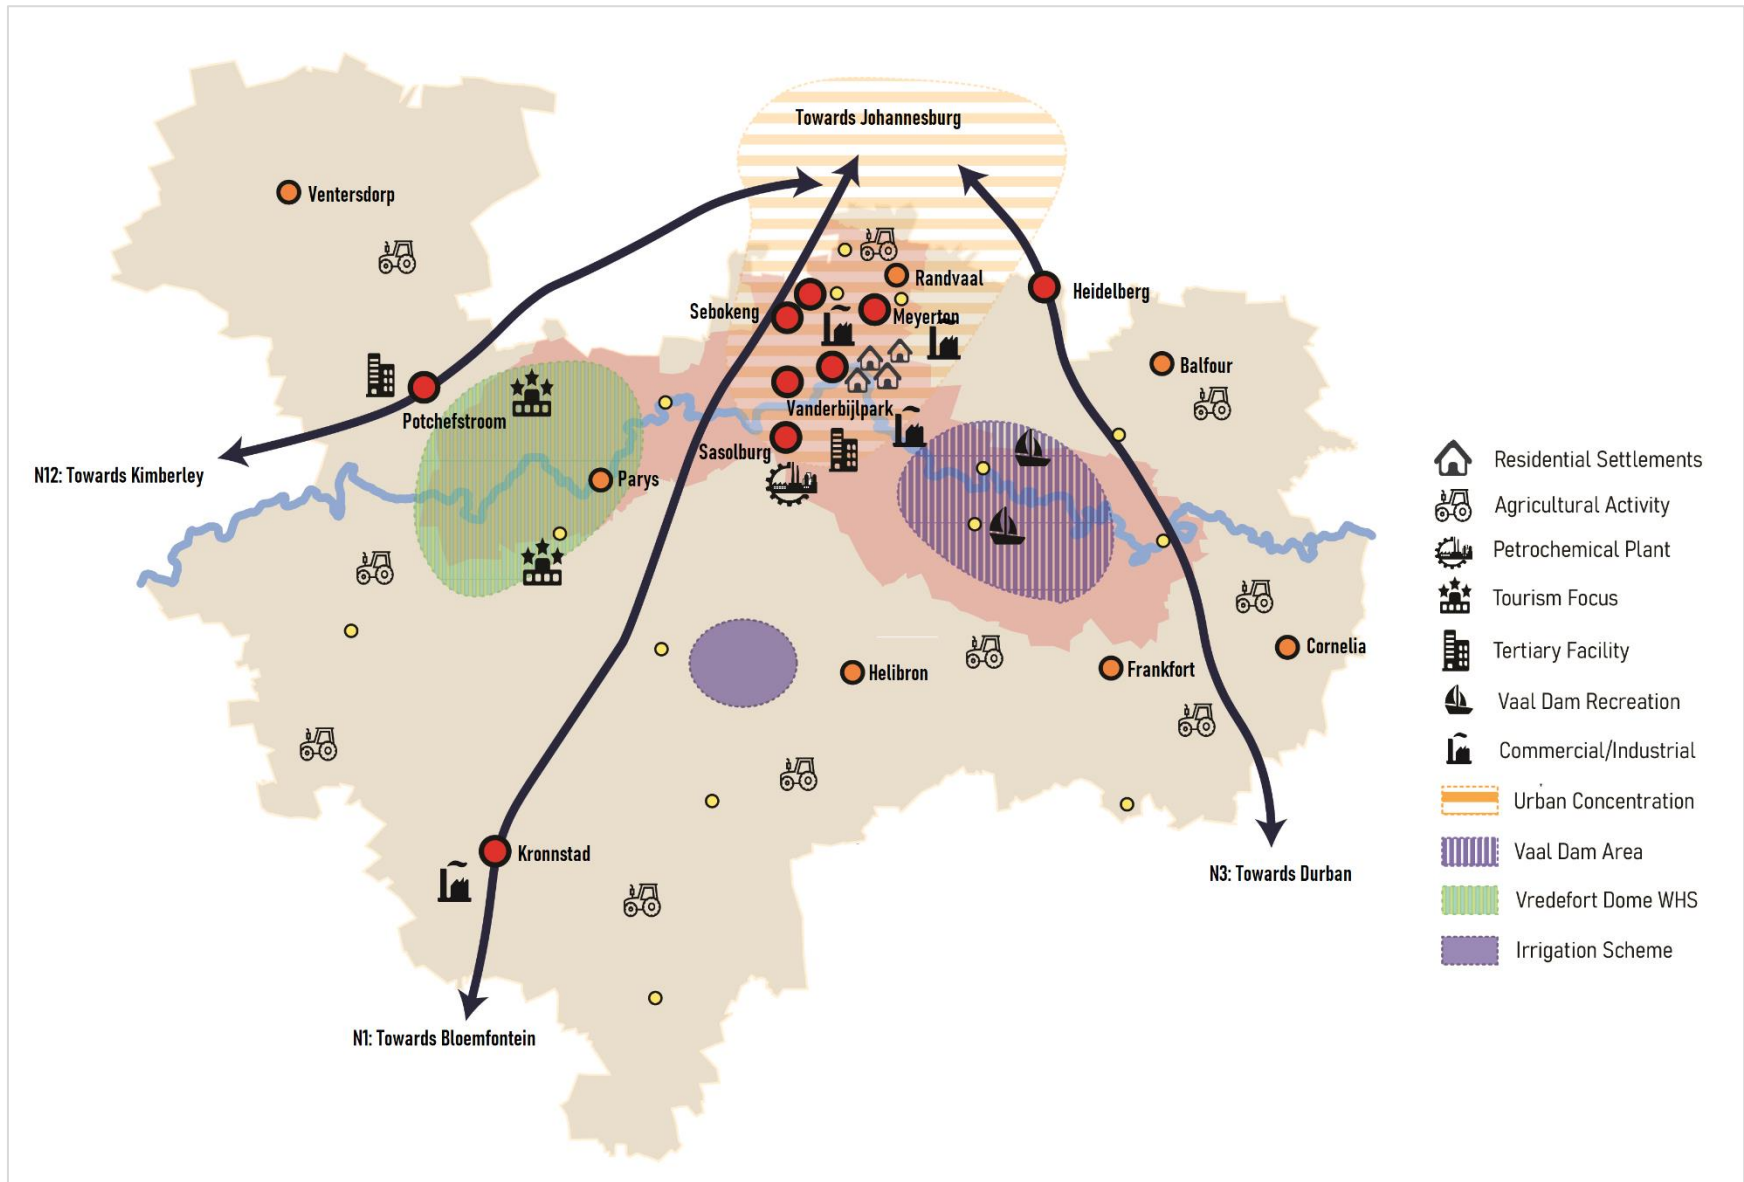 Towards Johannesburg
Ventersdorp
Randvaal
Heidelberg
Sebokeng
Meyerton
Balfour
Potchefstroom
Vanderbijlpark
Sasolburg
N12: Towards Kimberley
Parys
Helibron
Frankfort
Cornelia
Kronnstad
N3: Towards Durban
N1: Towards Bloemfontein
Residential Settlements
Agricultural Activity
Petrochemical Plant
Tourism Focus
Tertiary Facility
Vaal Dam Recreation
Commercial/Industrial
Urban Concentration
Vaal Dam Area
Vredefort Dome WHS
Irrigation Scheme